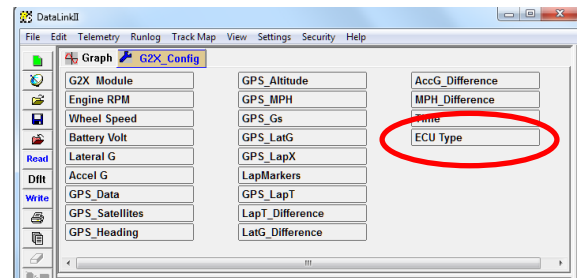 DataLinkII
File Edit Telemetry Runlog Track Map View Settings Security Help
Graph G2X_Config
G2X Module GPS_Altitude AccG_Difference
Engine RPM GPS_MPH MPH_Difference
Wheel Speed GPS_Gs Time
Battery Volt GPS_LatG ECU Type
Read Lateral G GPS_LapX
Dflt Accel G LapMarkers
Write GPS_Data GPS_LapT
GPS_Satellites LapT_Difference
GPS_Heading LatG_Difference